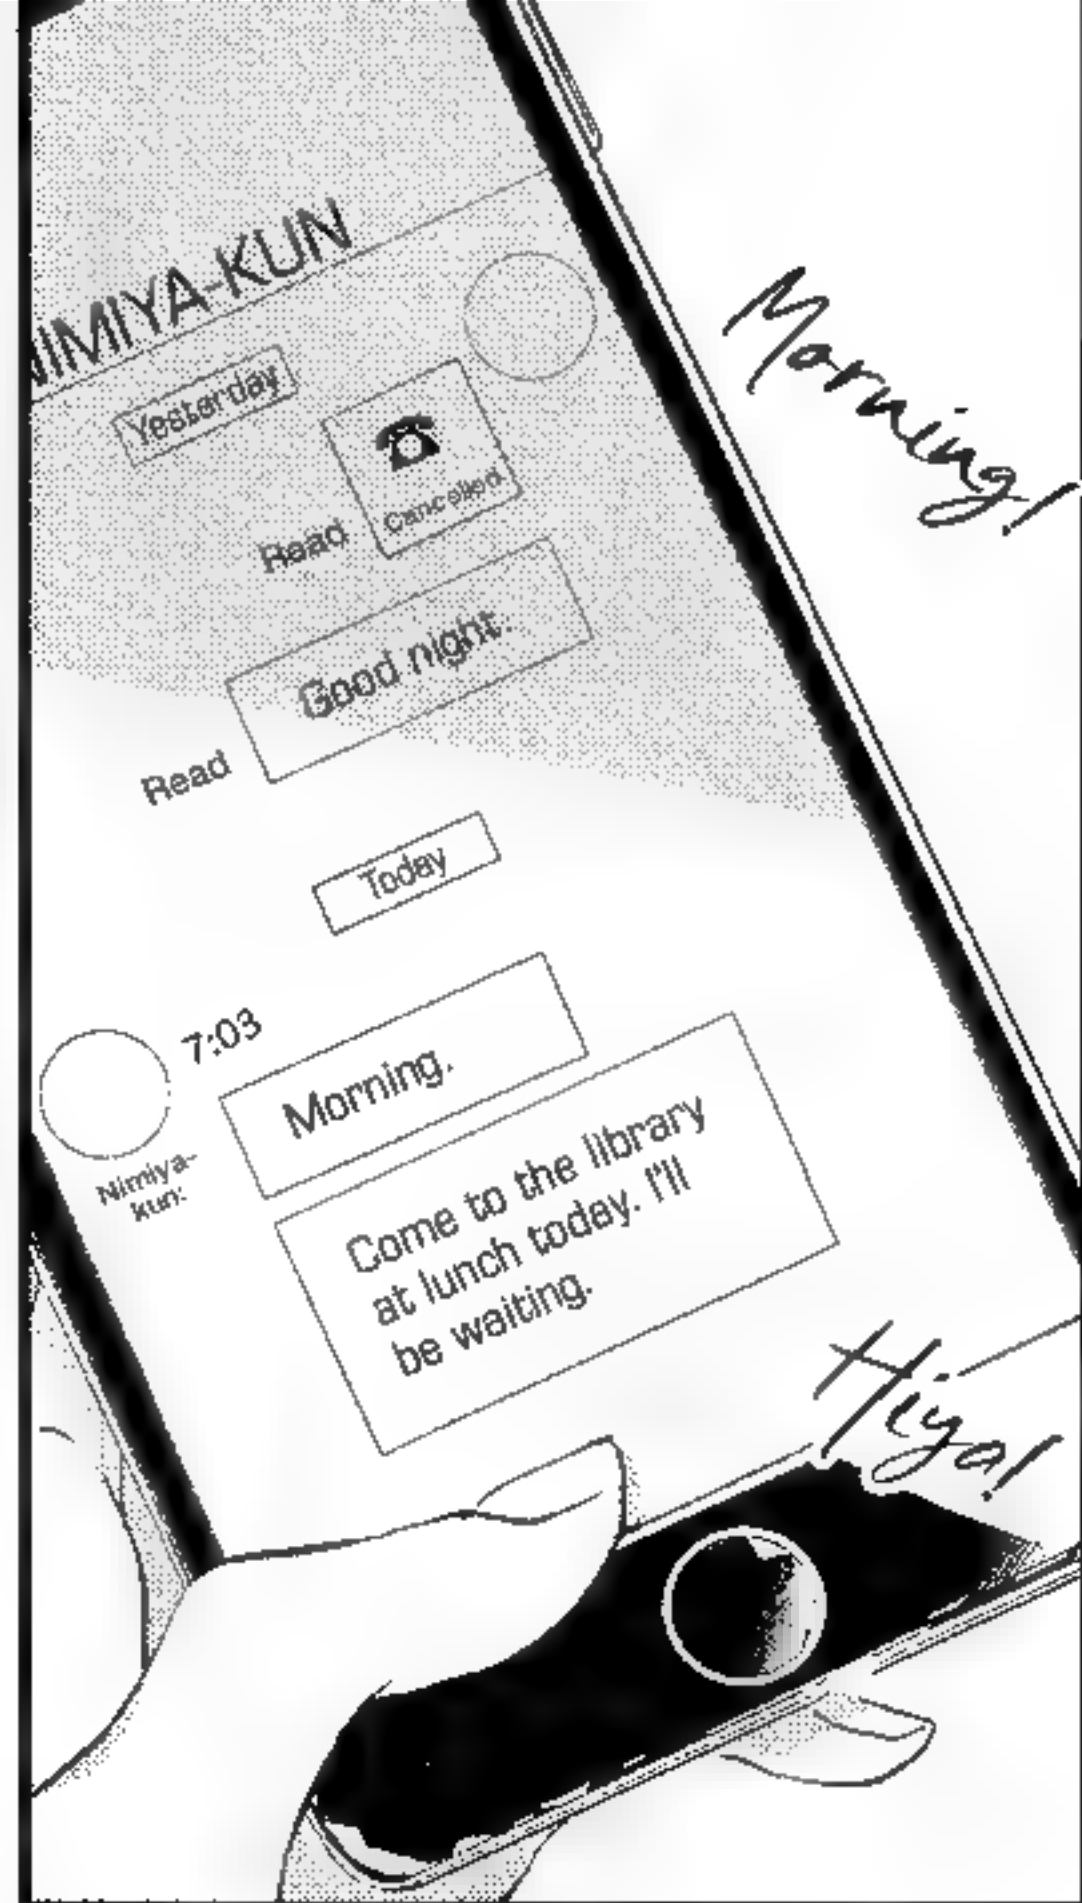 NIMIYA-KUN
Yesterday
Cancelled
Read
Good night.
Read
Today
7:03
Morning.
Nimiya-
kun:
Come to the library
at lunch today. I'll
be waiting.
Morning!
Hiya!